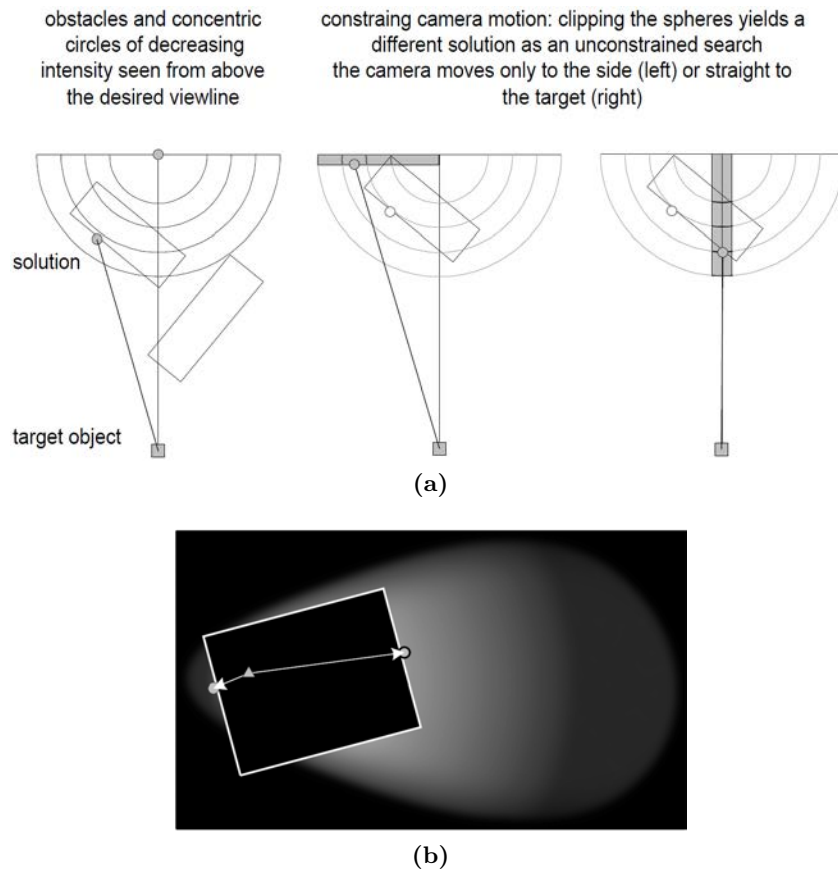 obstacles and concentric
circles of decreasing
intensity seen from above
the desired viewline
constraing camera motion: clipping the spheres yields a
different solution as an unconstrained search
the camera moves only to the side (left) or straight to
the target (right)
solution
target object
(a)
(b)